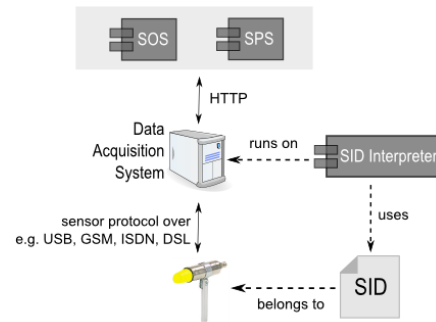 SOS
SPS
HTTP
Data
Acquisition
System
runs on
SID Interpreter
sensor protocol over
e.g. USB, GSM, ISDN, DSL
uses
SID
belongs to